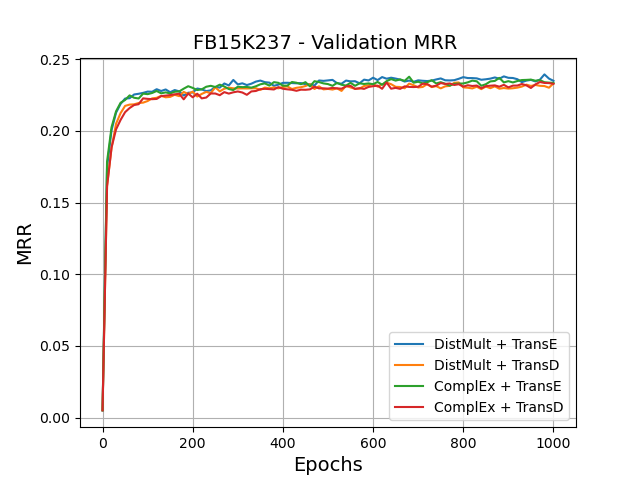 FB15K237 - Validation MRR
0.25
0.20
0.15
0.10
0.05
0.00
MRR
0
200
400
600
800
1000
Epochs
DistMult + TransE
DistMult + TransD
ComplEx + TransE
ComplEx + TransD